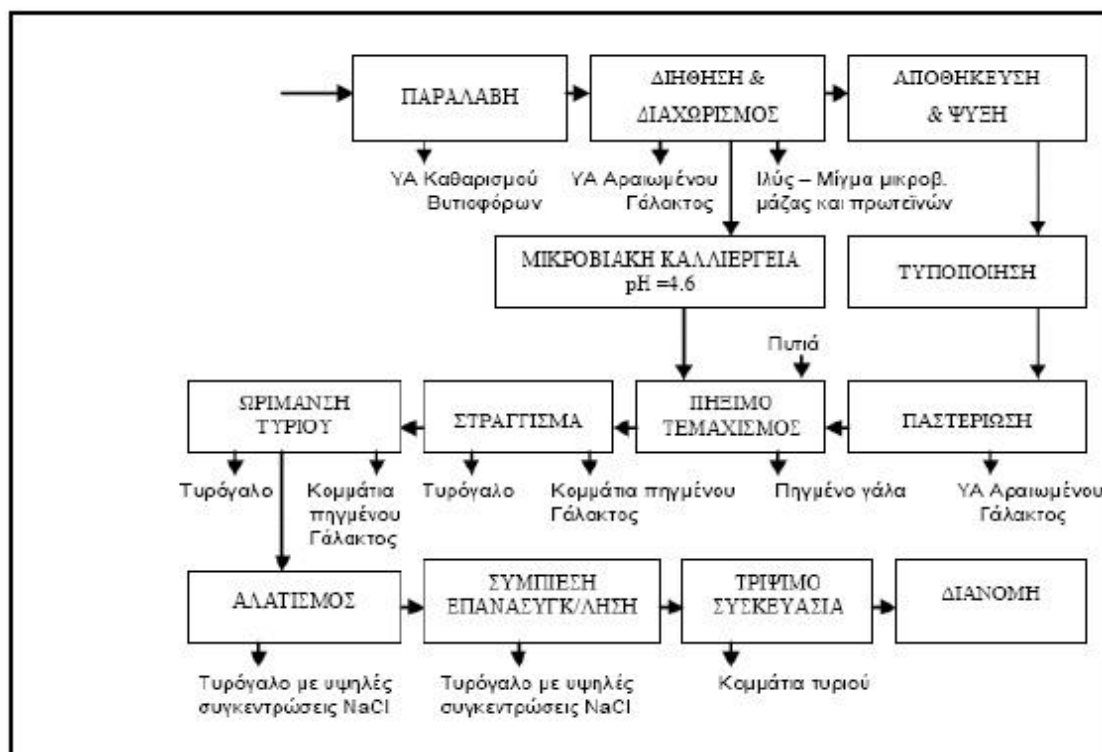 ΠΑΡΑΛΑΒΗ
ΔΙΗΘΗΣΗ &
ΔΙΑΧΩΡΙΣΜΟΣ
ΑΠΟΘΗΚΕΥΣΗ
& ΨΥΞΗ
ΥΑ Καθαρισμού
Βυτιοφόρων
ΥΑ Αραιωμένου
Γάλακτος
Ιλύς – Μίγμα μικροβ.
μάζας και πρωτεϊνών
ΜΙΚΡΟΒΙΑΚΗ ΚΑΛΛΙΕΡΓΕΙΑ
pH =4.6
ΤΥΠΟΠΟΙΗΣΗ
Πυτιά
ΩΡΙΜΑΝΣΗ
ΤΥΡΙΟΥ
ΣΤΡΑΓΓΙΣΜΑ
ΠΗΞΙΜΟ
ΤΕΜΑΧΙΣΜΟΣ
ΠΑΣΤΕΡΙΩΣΗ
Τυρόγαλο
Κομμάτια
πηγμένου
Γάλακτος
Τυρόγαλο
Κομμάτια πηγμένου
Γάλακτος
Πηγμένο γάλα
ΥΑ Αραιωμένου
Γάλακτος
ΑΛΑΤΙΣΜΟΣ
ΣΥΜΠΙΕΣΗ
ΕΠΑΝΑΣΥΓΚ/ΛΗΣΗ
ΤΡΙΨΙΜΟ
ΣΥΣΚΕΥΑΣΙΑ
ΔΙΑΝΟΜΗ
Τυρόγαλο με υψηλές
συγκεντρώσεις NaCl
Τυρόγαλο με υψηλές
συγκεντρώσεις NaCl
Κομμάτια τυριού